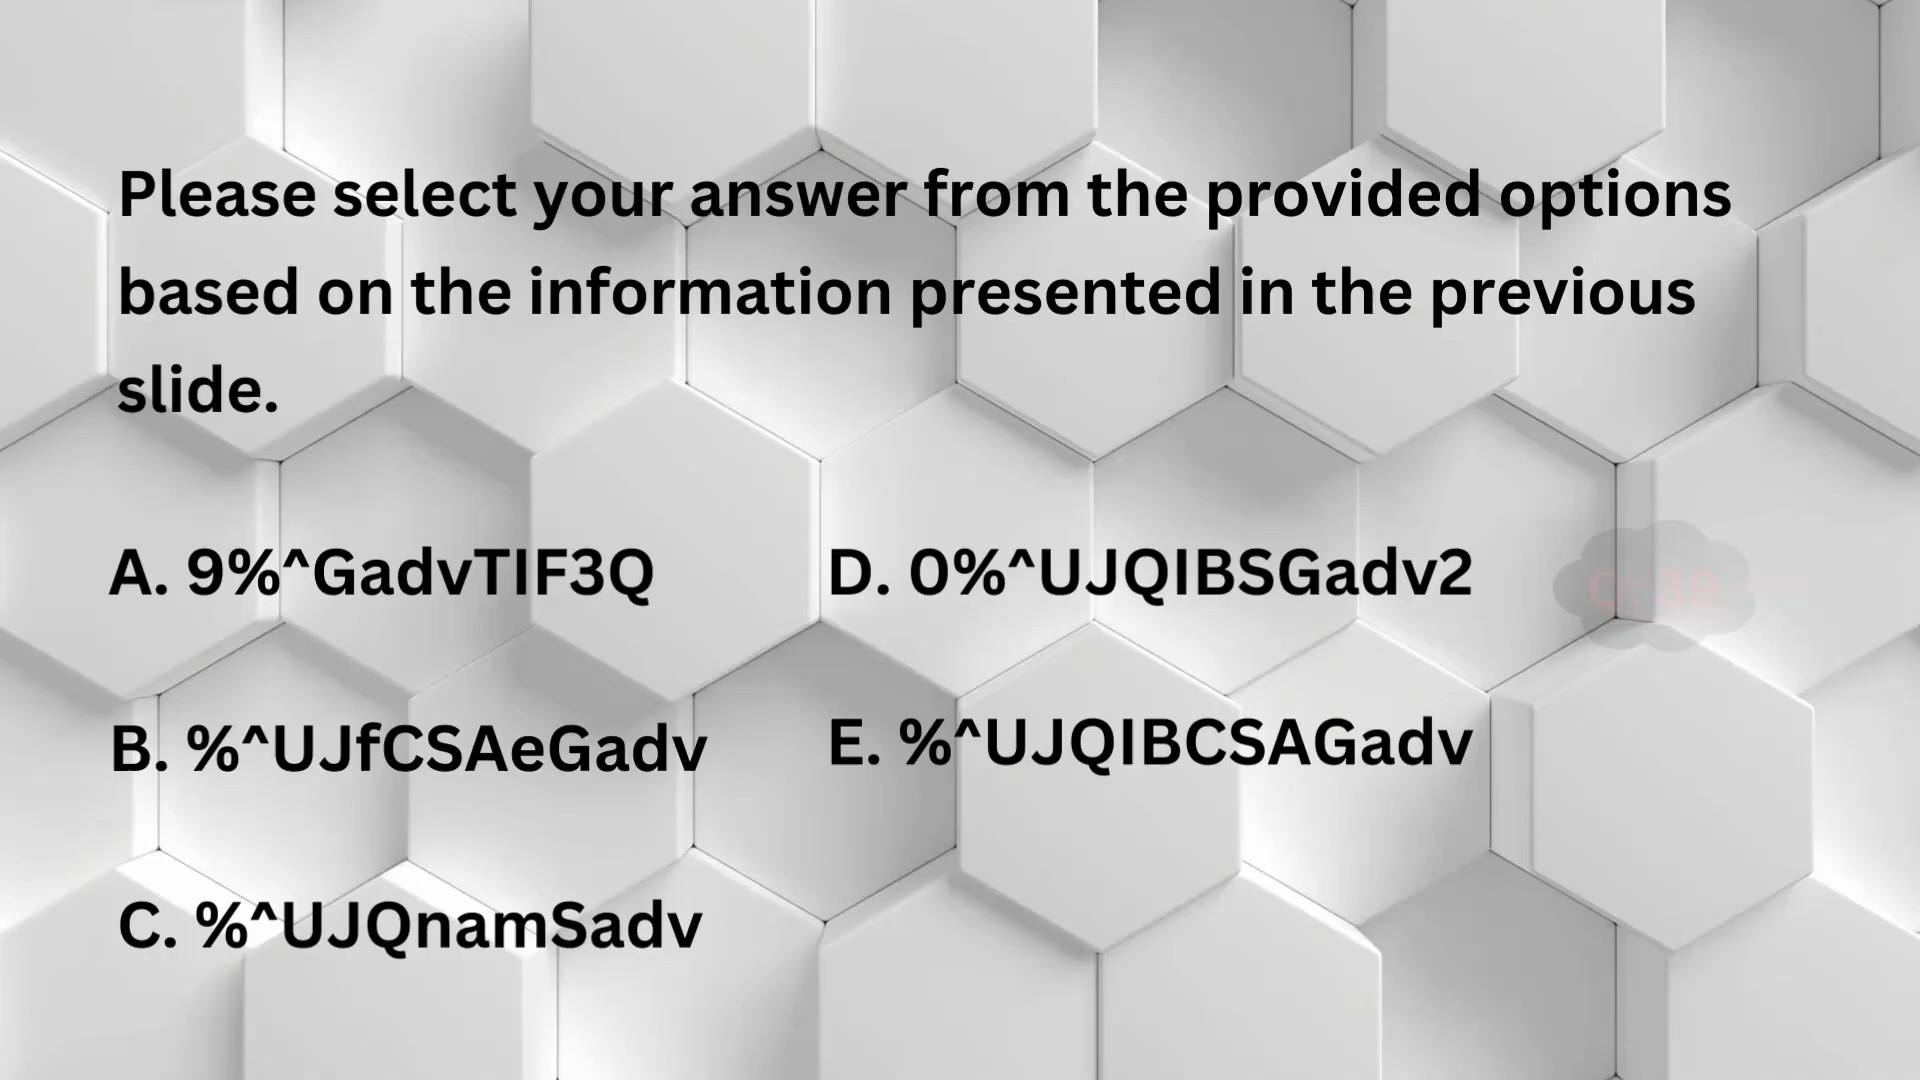 Please select your answer from the provided options
based on the information presented in the previous
slide.
A. 9%^GadvTIF3Q
B. %^UJfCSAeGadv
C. %^UJQnamSadv
D. 0%^UJQIBSGadv2
E. %^UJQIBCSAGadv